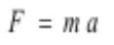 F = m a